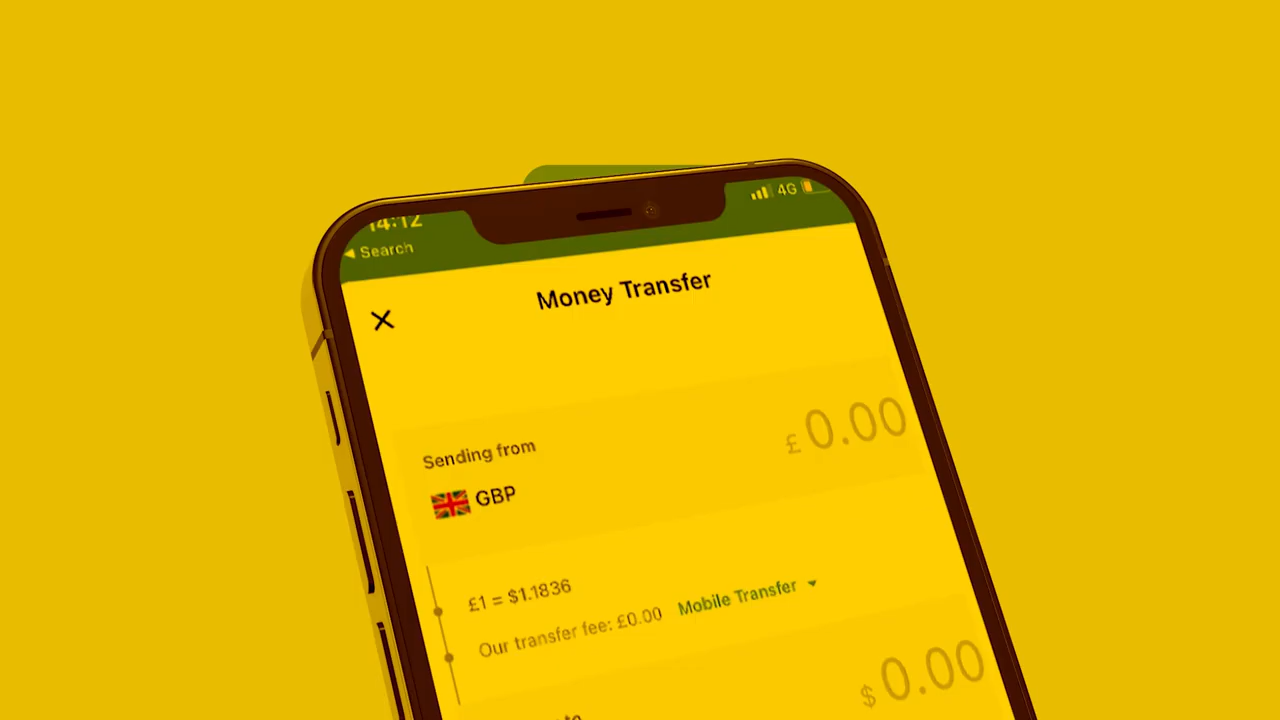 14:12
4G
◀ Search
Money Transfer
£ 0.00
Sending from
GBP
£1 = $1.1836
Our transfer fee: £0.00 Mobile Transfer
$ 0.00